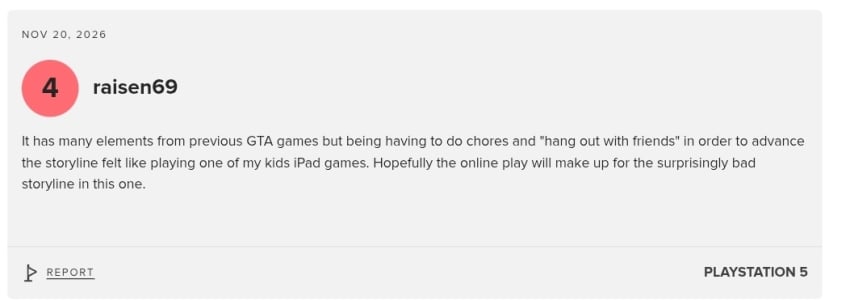 NOV 20, 2026
4
raisen69
It has many elements from previous GTA games but being having to do chores and "hang out with friends" in order to advance
the storyline felt like playing one of my kids iPad games. Hopefully the online play will make up for the surprisingly bad
storyline in this one.
REPORT
PLAYSTATION 5